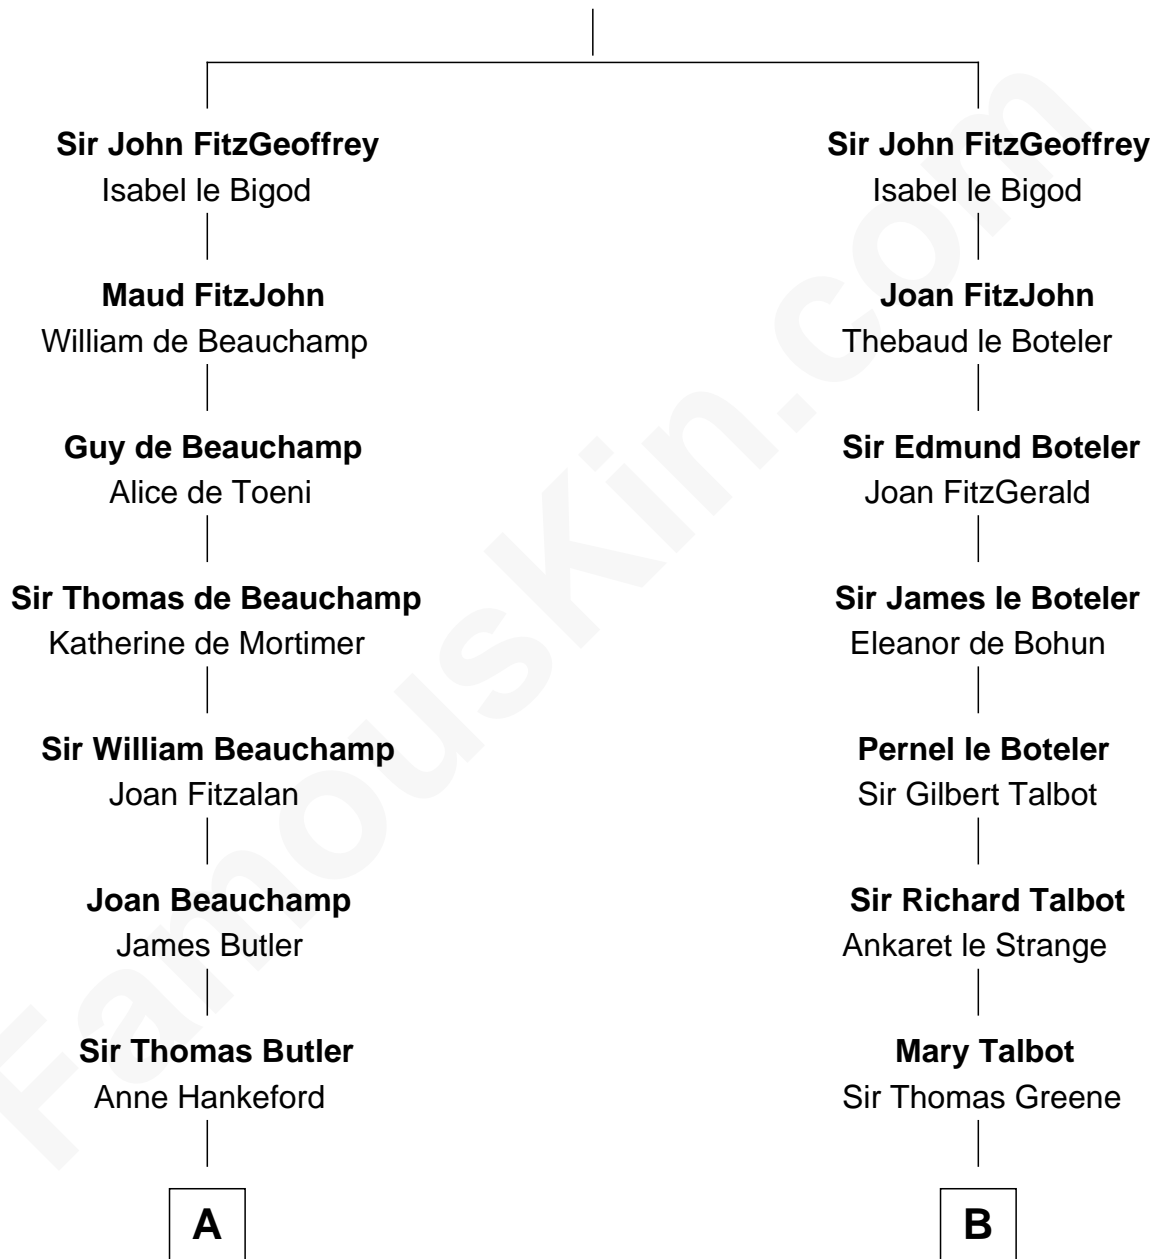 Sir John FitzGeoffrey
Isabel le Bigod
Maud FitzJohn
William de Beauchamp
Guy de Beauchamp
Alice de Toeni
Sir Thomas de Beauchamp
Katherine de Mortimer
Sir William Beauchamp
Joan Fitzalan
Joan Beauchamp
James Butler
Sir Thomas Butler
Anne Hankeford
A
Sir John FitzGeoffrey
Isabel le Bigod
Joan FitzJohn
Thebaud le Boteler
Sir Edmund Boteler
Joan FitzGerald
Sir James le Boteler
Eleanor de Bohun
Pernel le Boteler
Sir Gilbert Talbot
Sir Richard Talbot
Ankaret le Strange
Mary Talbot
Sir Thomas Greene
B
FamousKin.com